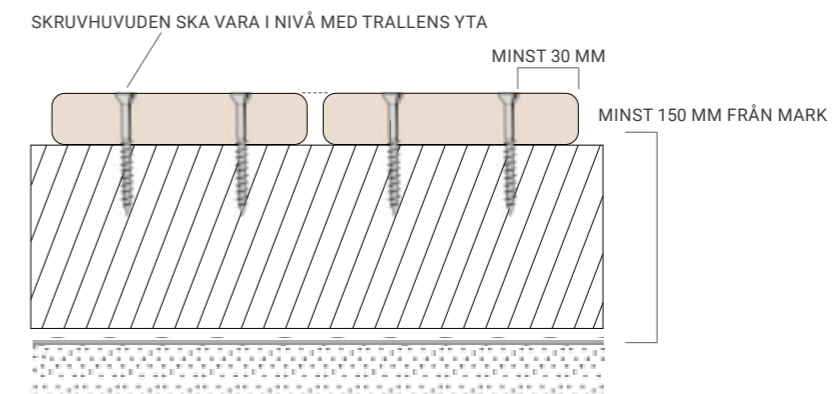 SKRUVHUVUDEN SKA VARA I NIVÅ MED TRALLENS YTA
MINST 30 MM
MINST 150 MM FRÅN MARK